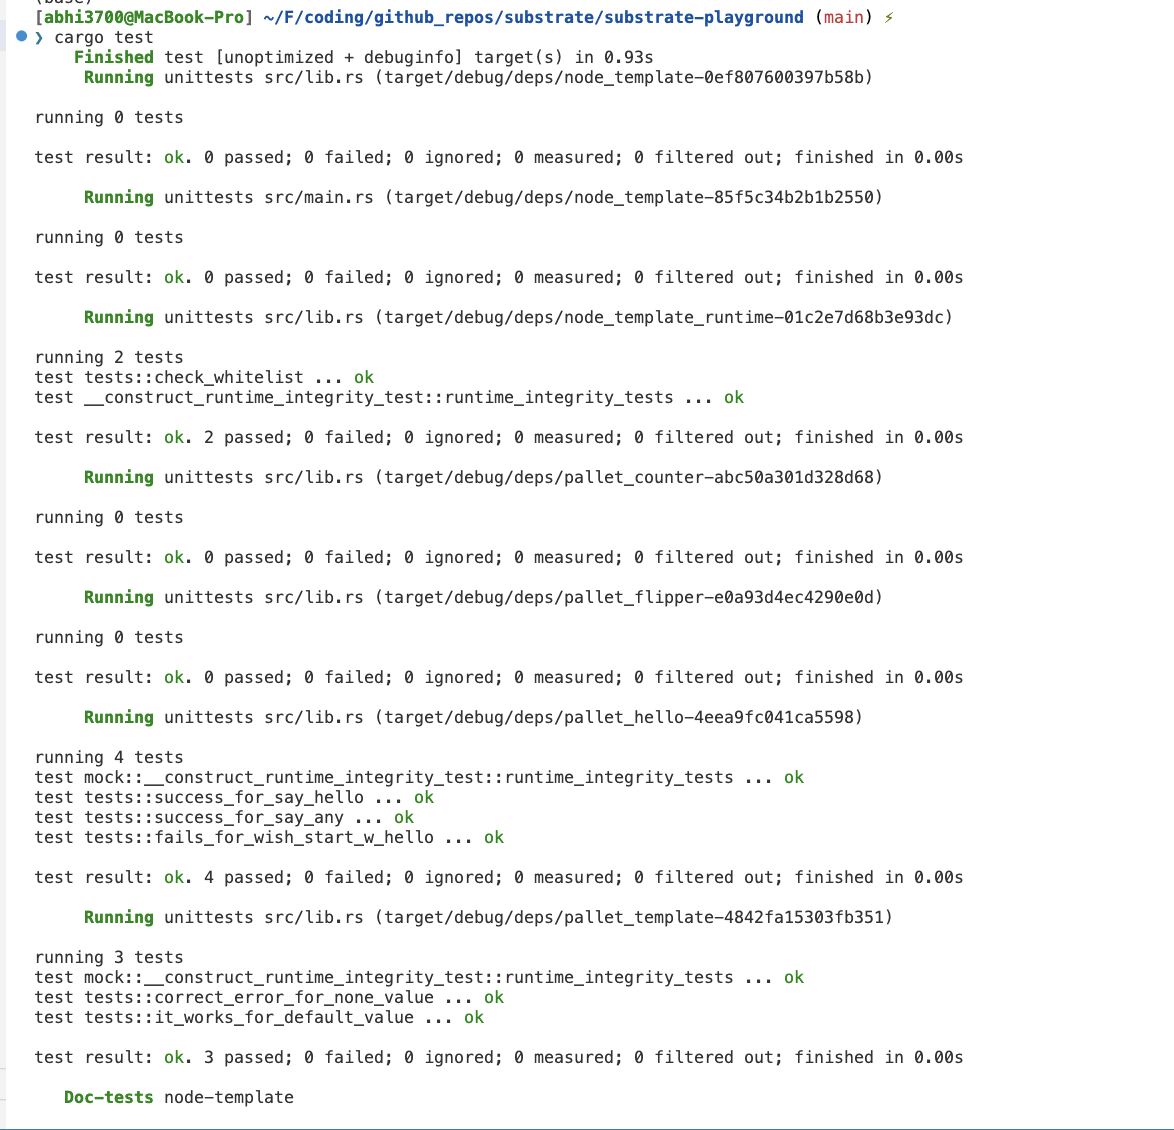 (base)
[abhi3700@MacBook-Pro] ~/F/coding/github_repos/substrate/substrate-playground (main) ⚡
❯ cargo test
    Finished test [unoptimized + debuginfo] target(s) in 0.93s
     Running unittests src/lib.rs (target/debug/deps/node_template-0ef807600397b58b)
running 0 tests
test result: ok. 0 passed; 0 failed; 0 ignored; 0 measured; 0 filtered out; finished in 0.00s
     Running unittests src/main.rs (target/debug/deps/node_template-85f5c34b2b1b2550)
running 0 tests
test result: ok. 0 passed; 0 failed; 0 ignored; 0 measured; 0 filtered out; finished in 0.00s
     Running unittests src/lib.rs (target/debug/deps/node_template_runtime-01c2e7d68b3e93dc)
running 2 tests
test tests::check_whitelist ... ok
test __construct_runtime_integrity_test::runtime_integrity_tests ... ok
test result: ok. 2 passed; 0 failed; 0 ignored; 0 measured; 0 filtered out; finished in 0.00s
     Running unittests src/lib.rs (target/debug/deps/pallet_counter-abc50a301d328d68)
running 0 tests
test result: ok. 0 passed; 0 failed; 0 ignored; 0 measured; 0 filtered out; finished in 0.00s
     Running unittests src/lib.rs (target/debug/deps/pallet_flipper-e0a93d4ec4290e0d)
running 0 tests
test result: ok. 0 passed; 0 failed; 0 ignored; 0 measured; 0 filtered out; finished in 0.00s
     Running unittests src/lib.rs (target/debug/deps/pallet_hello-4eea9fc041ca5598)
running 4 tests
test mock::__construct_runtime_integrity_test::runtime_integrity_tests ... ok
test tests::success_for_say_hello ... ok
test tests::success_for_say_any ... ok
test tests::fails_for_wish_start_w_hello ... ok
test result: ok. 4 passed; 0 failed; 0 ignored; 0 measured; 0 filtered out; finished in 0.00s
     Running unittests src/lib.rs (target/debug/deps/pallet_template-4842fa15303fb351)
running 3 tests
test mock::__construct_runtime_integrity_test::runtime_integrity_tests ... ok
test tests::correct_error_for_none_value ... ok
test tests::it_works_for_default_value ... ok
test result: ok. 3 passed; 0 failed; 0 ignored; 0 measured; 0 filtered out; finished in 0.00s
   Doc-tests node-template